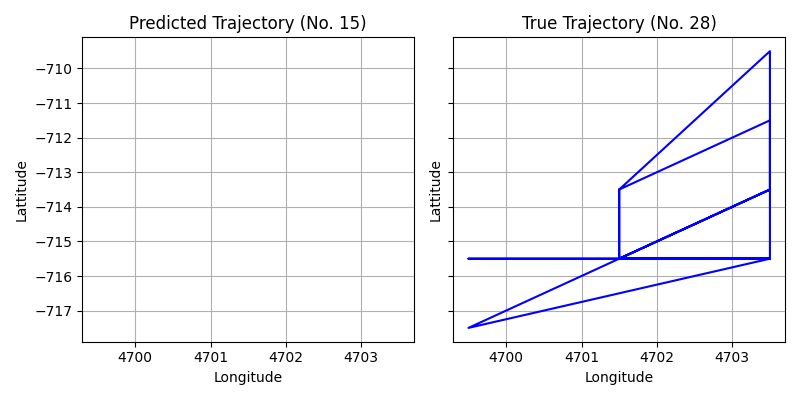 Predicted Trajectory (No. 15)
True Trajectory (No. 28)
−710
−711
−712
−713
−714
−715
−716
−717
Lattitude
Lattitude
4700 4701 4702 4703
4700 4701 4702 4703
Longitude
Longitude